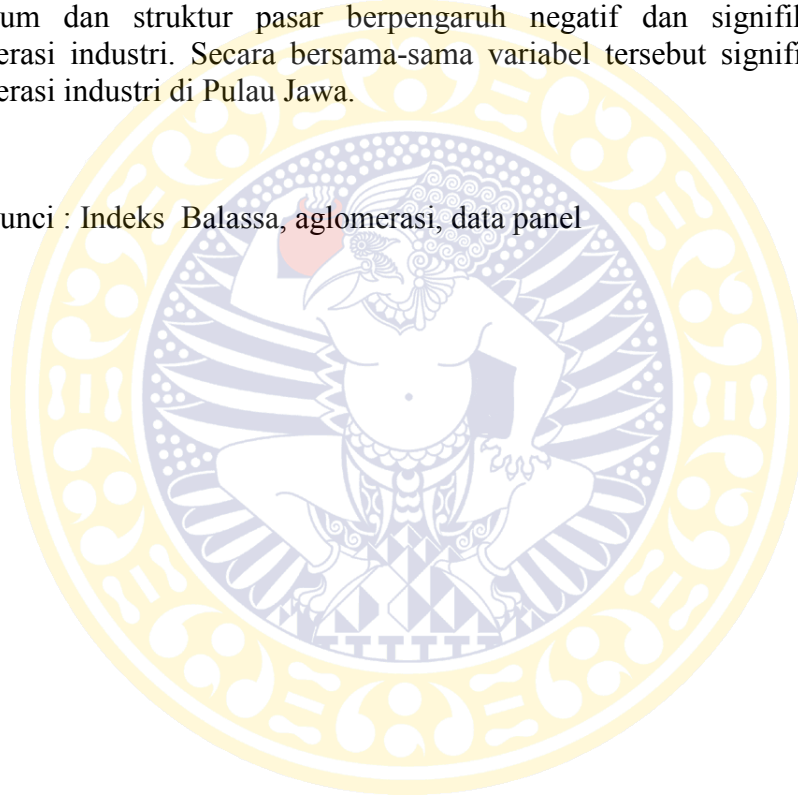 um dan struktur pasar berpengaruh negatif dan signifi
erasi industri. Secara bersama-sama variabel tersebut signifi
erasi industri di Pulau Jawa.
unci : Indeks Balassa, aglomerasi, data panel